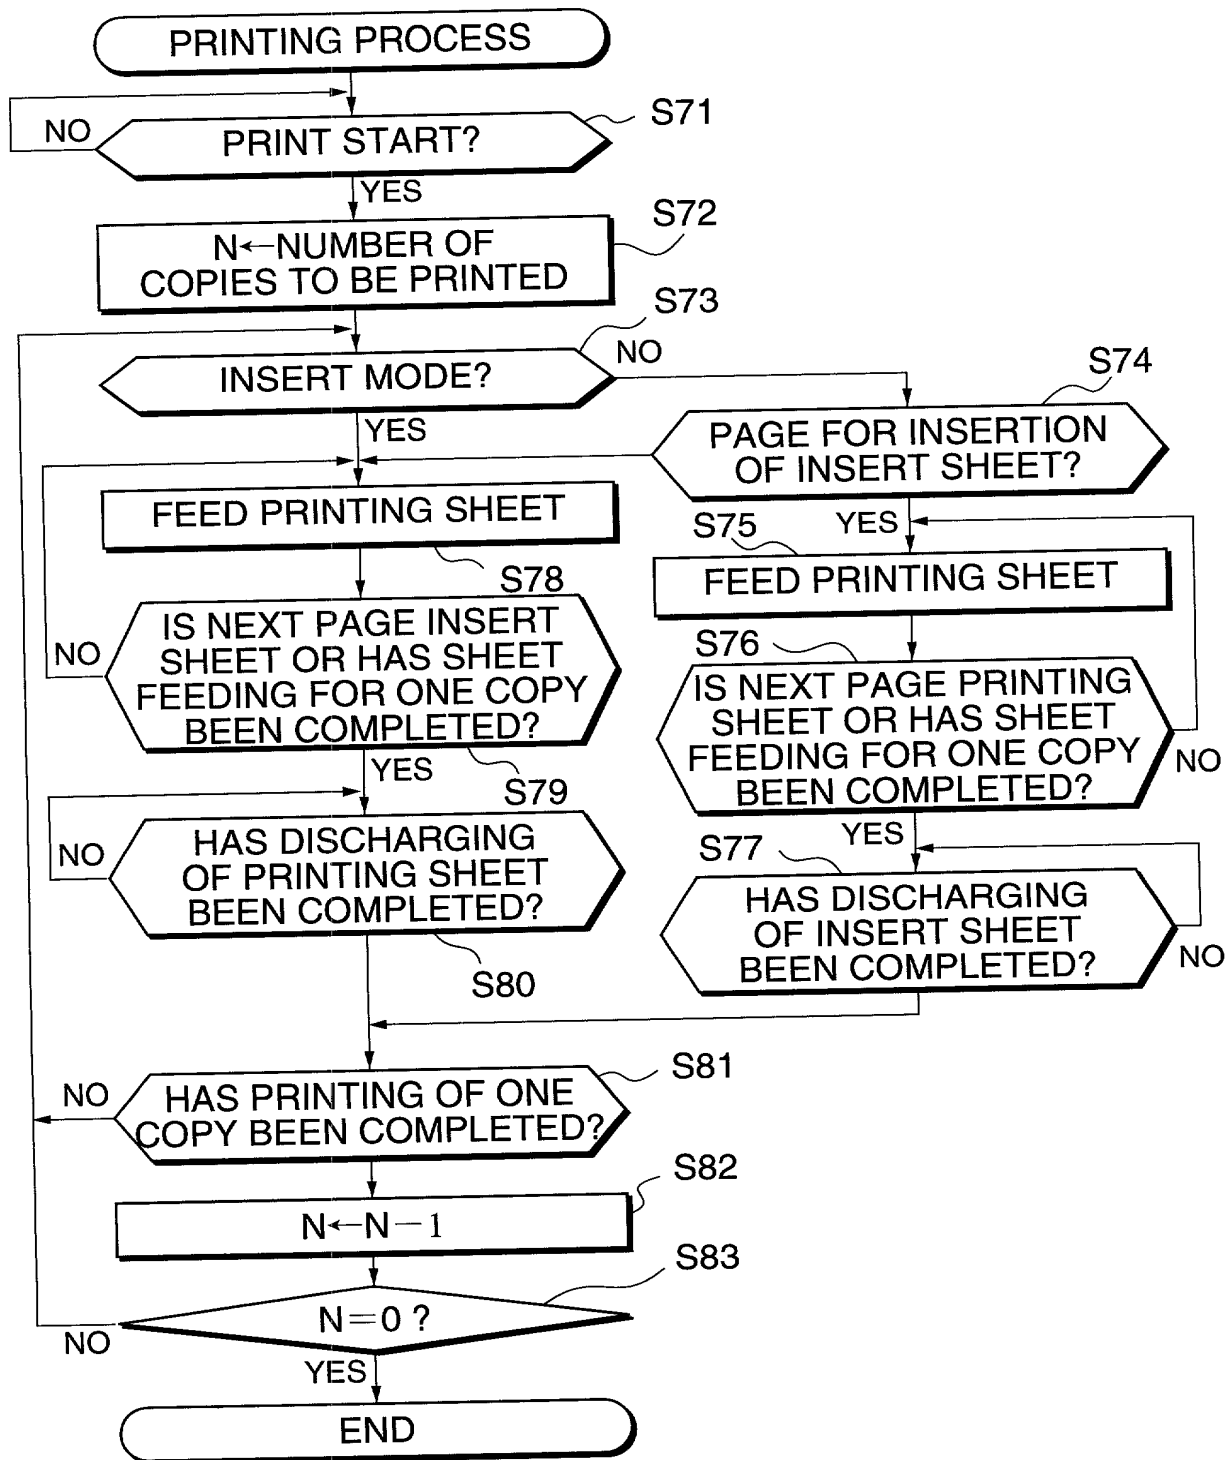 PRINTING PROCESS
S71
NO
PRINT START?
YES
S72
N←NUMBER OF
COPIES TO BE PRINTED
S73
NO
INSERT MODE?
S74
YES
PAGE FOR INSERTION
OF INSERT SHEET?
FEED PRINTING SHEET
S78
YES
S75
FEED PRINTING SHEET
NO
IS NEXT PAGE INSERT
SHEET OR HAS SHEET
FEEDING FOR ONE COPY
BEEN COMPLETED?
S76
IS NEXT PAGE PRINTING
SHEET OR HAS SHEET
FEEDING FOR ONE COPY
BEEN COMPLETED?
NO
YES
S79
NO
HAS DISCHARGING
OF PRINTING SHEET
BEEN COMPLETED?
S80
YES
S77
HAS DISCHARGING
OF INSERT SHEET
BEEN COMPLETED?
NO
S81
NO
HAS PRINTING OF ONE
COPY BEEN COMPLETED?
S82
N←N－1
S83
N=0 ?
NO
YES
END